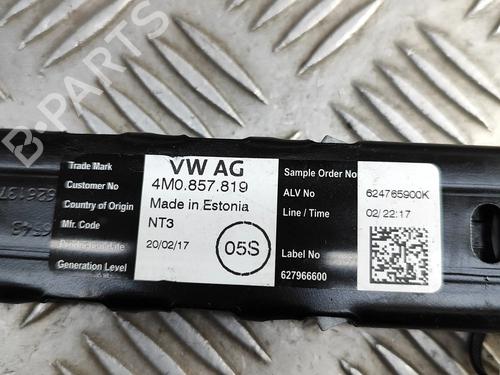 B-PARTS
Trade Mark VW AG Sample Order No
Customer No 4M0.857.819 ALV No 624765900K
Country of Origin Made in Estonia Line / Time 02 / 22:17
Mfr. Code NT3
Production date 20/02/17 05S Label No
Generation Level 627966600